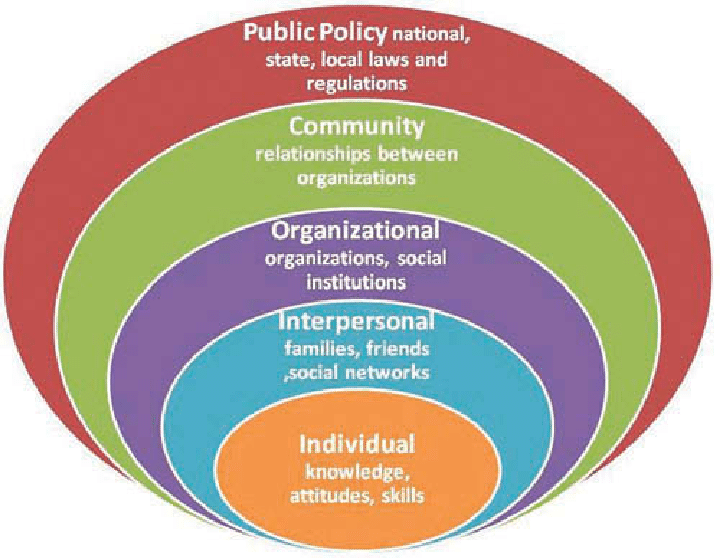 Public Policy national,
state, local laws and
regulations
Community
relationships between
organizations
Organizational
organizations, social
institutions
Interpersonal
families, friends
,social networks
Individual
knowledge,
attitudes, skills